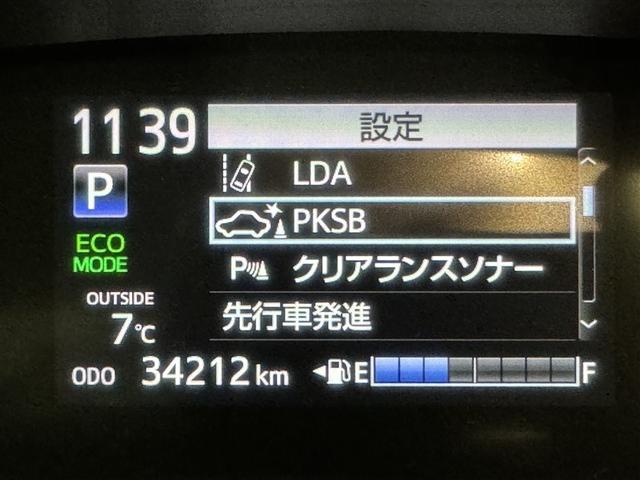 11 39
設定
LDA
P
PKSB
ECO
MODE
P クリアランスソナー
OUTSIDE
7℃
先行車発進
ODO 34212 km
E F